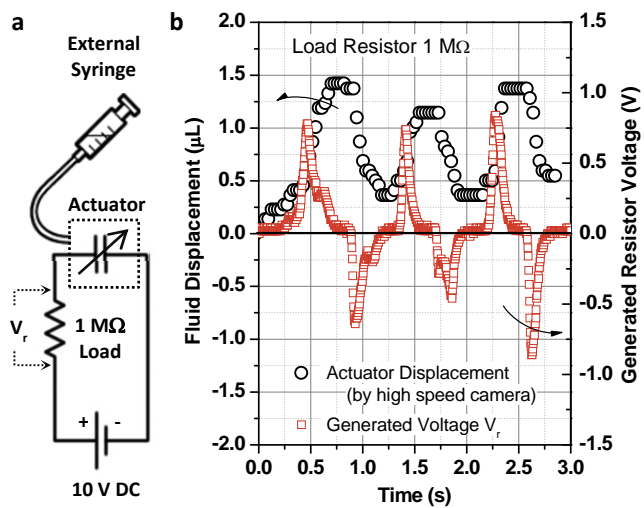 a
External
Syringe
Actuator
V_r
1 MΩ
Load
+ -
10 V DC
b
Load Resistor 1 MΩ
Fluid Displacement (µL)
2.0
1.5
1.0
0.5
0.0
-0.5
-1.0
-1.5
-2.0
Generated Resistor Voltage (V)
1.5
1.0
0.5
0.0
-0.5
-1.0
-1.5
Actuator Displacement
(by high speed camera)
Generated Voltage V_r
0.0 0.5 1.0 1.5 2.0 2.5 3.0
Time (s)